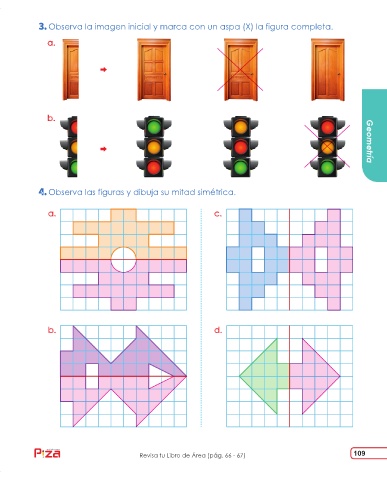 3. Observa la imagen inicial y marca con un aspa (X) la figura completa.
a.
b.
Geometría
4. Observa las figuras y dibuja su mitad simétrica.
a.
c.
b.
d.
Pìza
Revisa tu Libro de Área (pág. 66 - 67)
109